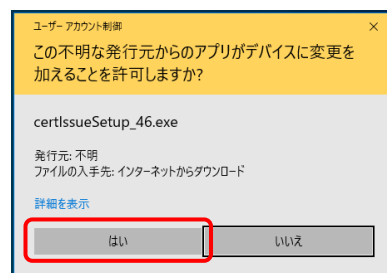 ユーザー アカウント制御
この不明な発行元からのアプリがデバイスに変更を
加えることを許可しますか?
certIssueSetup_46.exe
発行元: 不明
ファイルの入手先: インターネットからダウンロード
詳細を表示
はい
いいえ